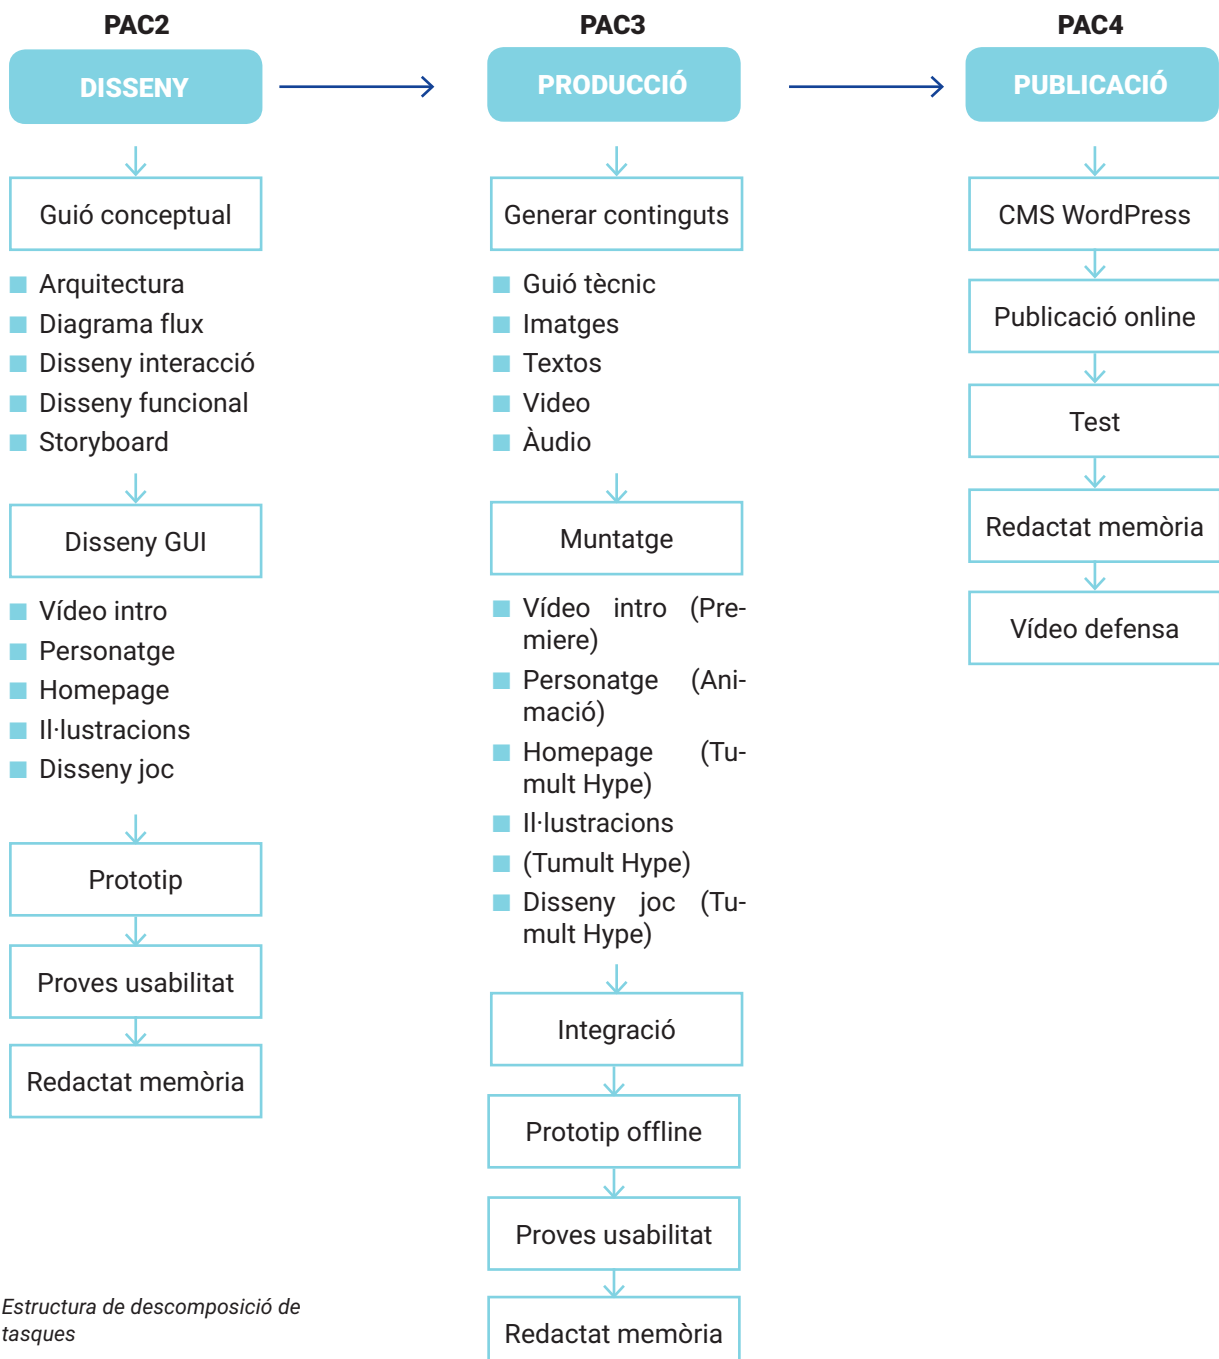 PAC2
DISSENY
Guió conceptual
Arquitectura
Diagrama flux
Disseny interacció
Disseny funcional
Storyboard
Disseny GUI
Vídeo intro
Personatge
Homepage
Il·lustracions
Disseny joc
Prototip
Proves usabilitat
Redactat memòria
PAC3
PRODUCCIÓ
Generar continguts
Guió tècnic
Imatges
Textos
Video
Àudio
Muntatge
Vídeo intro (Pre-
miere)
Personatge (Ani-
mació)
Homepage (Tu-
mult Hype)
Il·lustracions
(Tumult Hype)
Disseny joc (Tu-
mult Hype)
Integració
Prototip offline
Proves usabilitat
Redactat memòria
PAC4
PUBLICACIÓ
CMS WordPress
Publicació online
Test
Redactat memòria
Vídeo defensa
Estructura de descomposició de
tasques